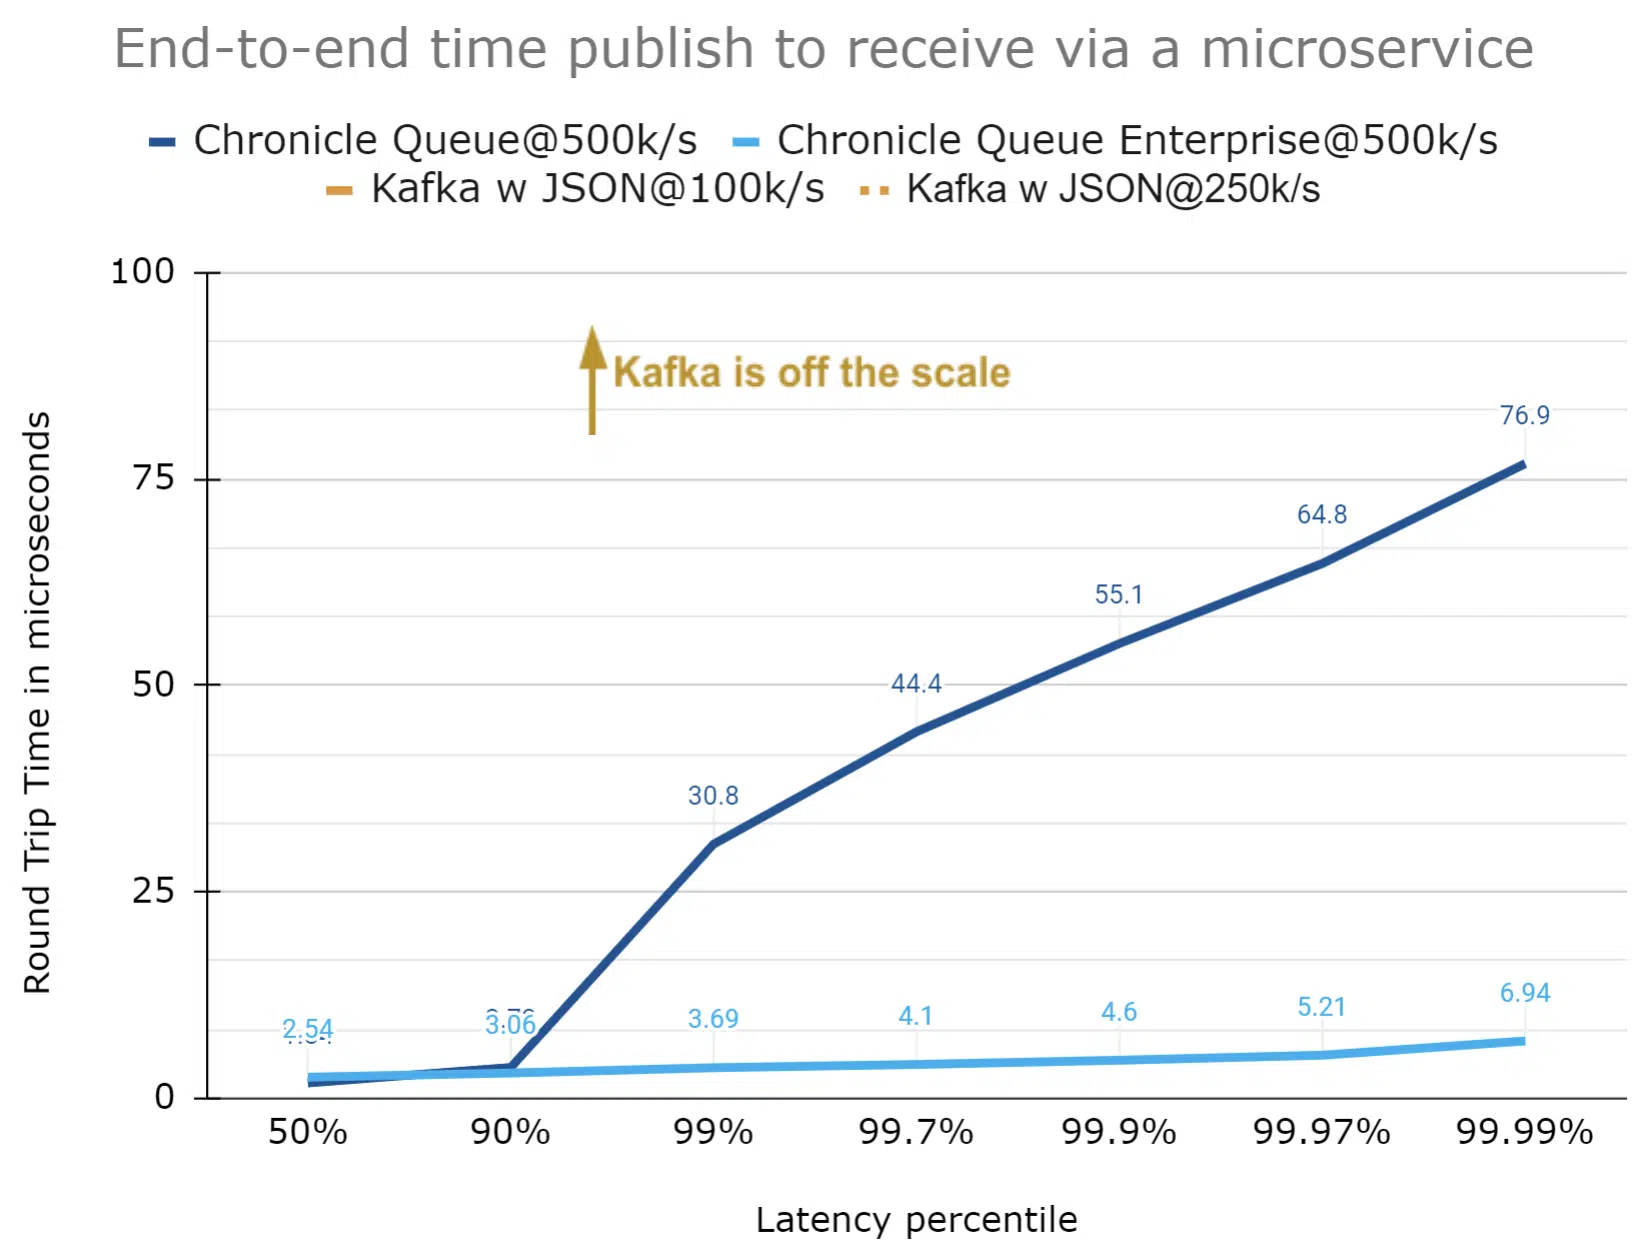 End-to-end time publish to receive via a microservice
Chronicle Queue@500k/s Chronicle Queue Enterprise@500k/s
Kafka w JSON@100k/s Kafka w JSON@250k/s
100
Kafka is off the scale
76.9
75
64.8
55.1
50
44.4
30.8
25
2.54 3.06 3.69 4.1 4.6 5.21 6.94
0
50% 90% 99% 99.7% 99.9% 99.97% 99.99%
Round Trip Time in microseconds
Latency percentile